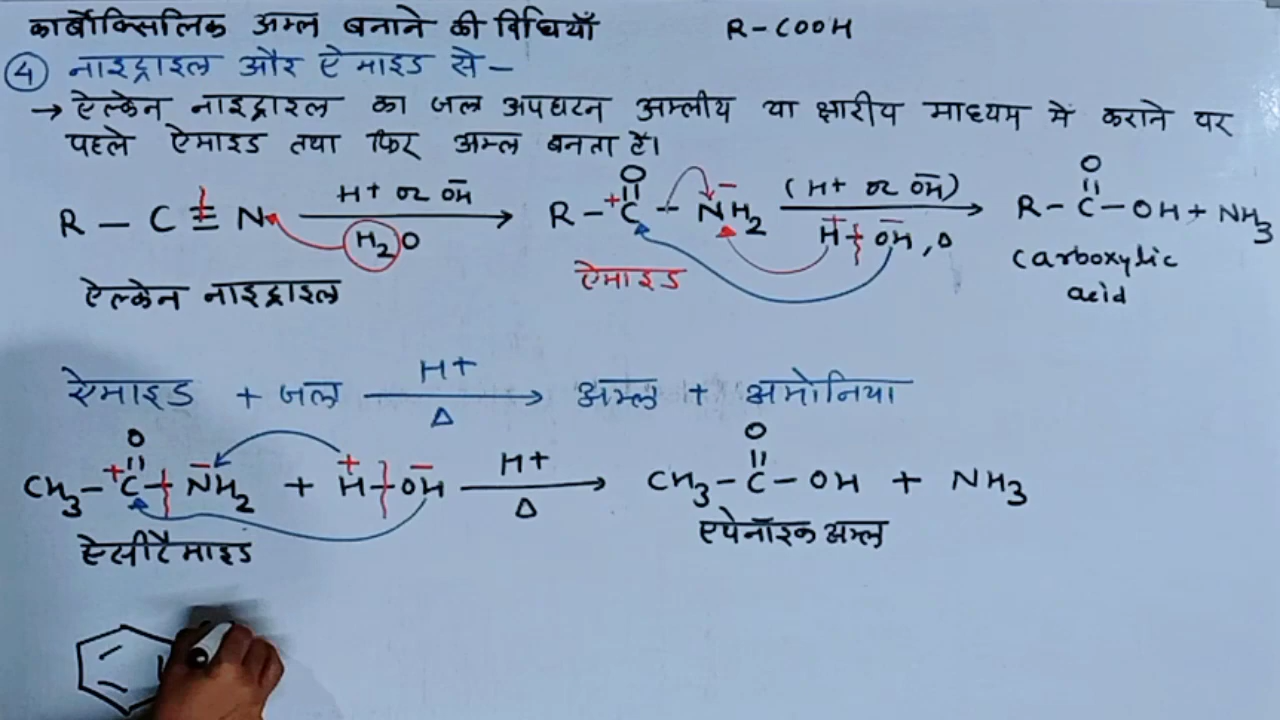 कार्बोक्सिलिक अम्ल बनाने की विधियाँ R-COOH
④ नाइट्राइल और ऐमाइड से -
→ ऐल्केन नाइट्राइल का जल अपघटन अम्लीय या क्षारीय माध्यम में कराने पर
पहले ऐमाइड तथा फिर अम्ल बनता है।
O O
H+ or OH̄ (H+ or OH̄)
R - C ≡ N → R - C - NH₂ → R - C - OH + NH₃
H₂O H+ OH̄, Δ
ऐल्केन नाइट्राइल ऐमाइड carboxylic
acid
H+
ऐमाइड + जल → अम्ल + अमोनिया
Δ
O O
H+
CH₃ - C - NH₂ + H - OH → CH₃ - C - OH + NH₃
Δ
ऐसीटैमाइड एथेनॉइक अम्ल